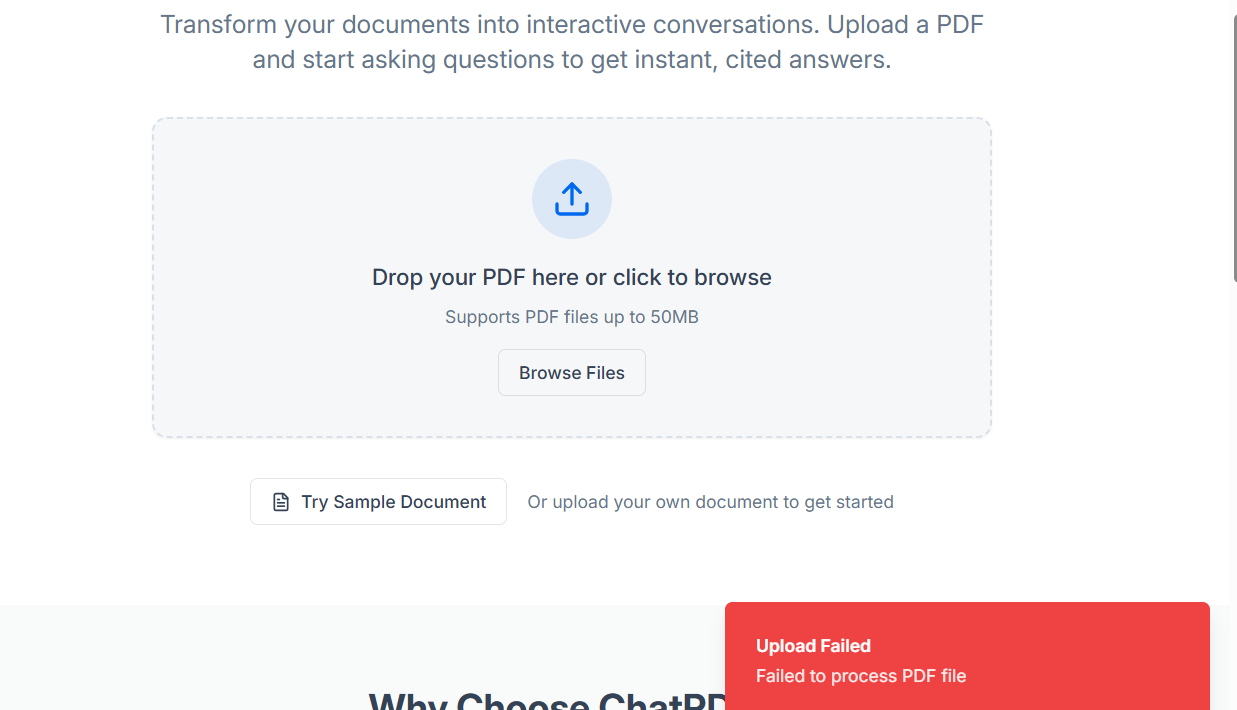 Transform your documents into interactive conversations. Upload a PDF
and start asking questions to get instant, cited answers.
Drop your PDF here or click to browse
Supports PDF files up to 50MB
Browse Files
Try Sample Document
Or upload your own document to get started
Upload Failed
Failed to process PDF file
Why Choose ChatPD